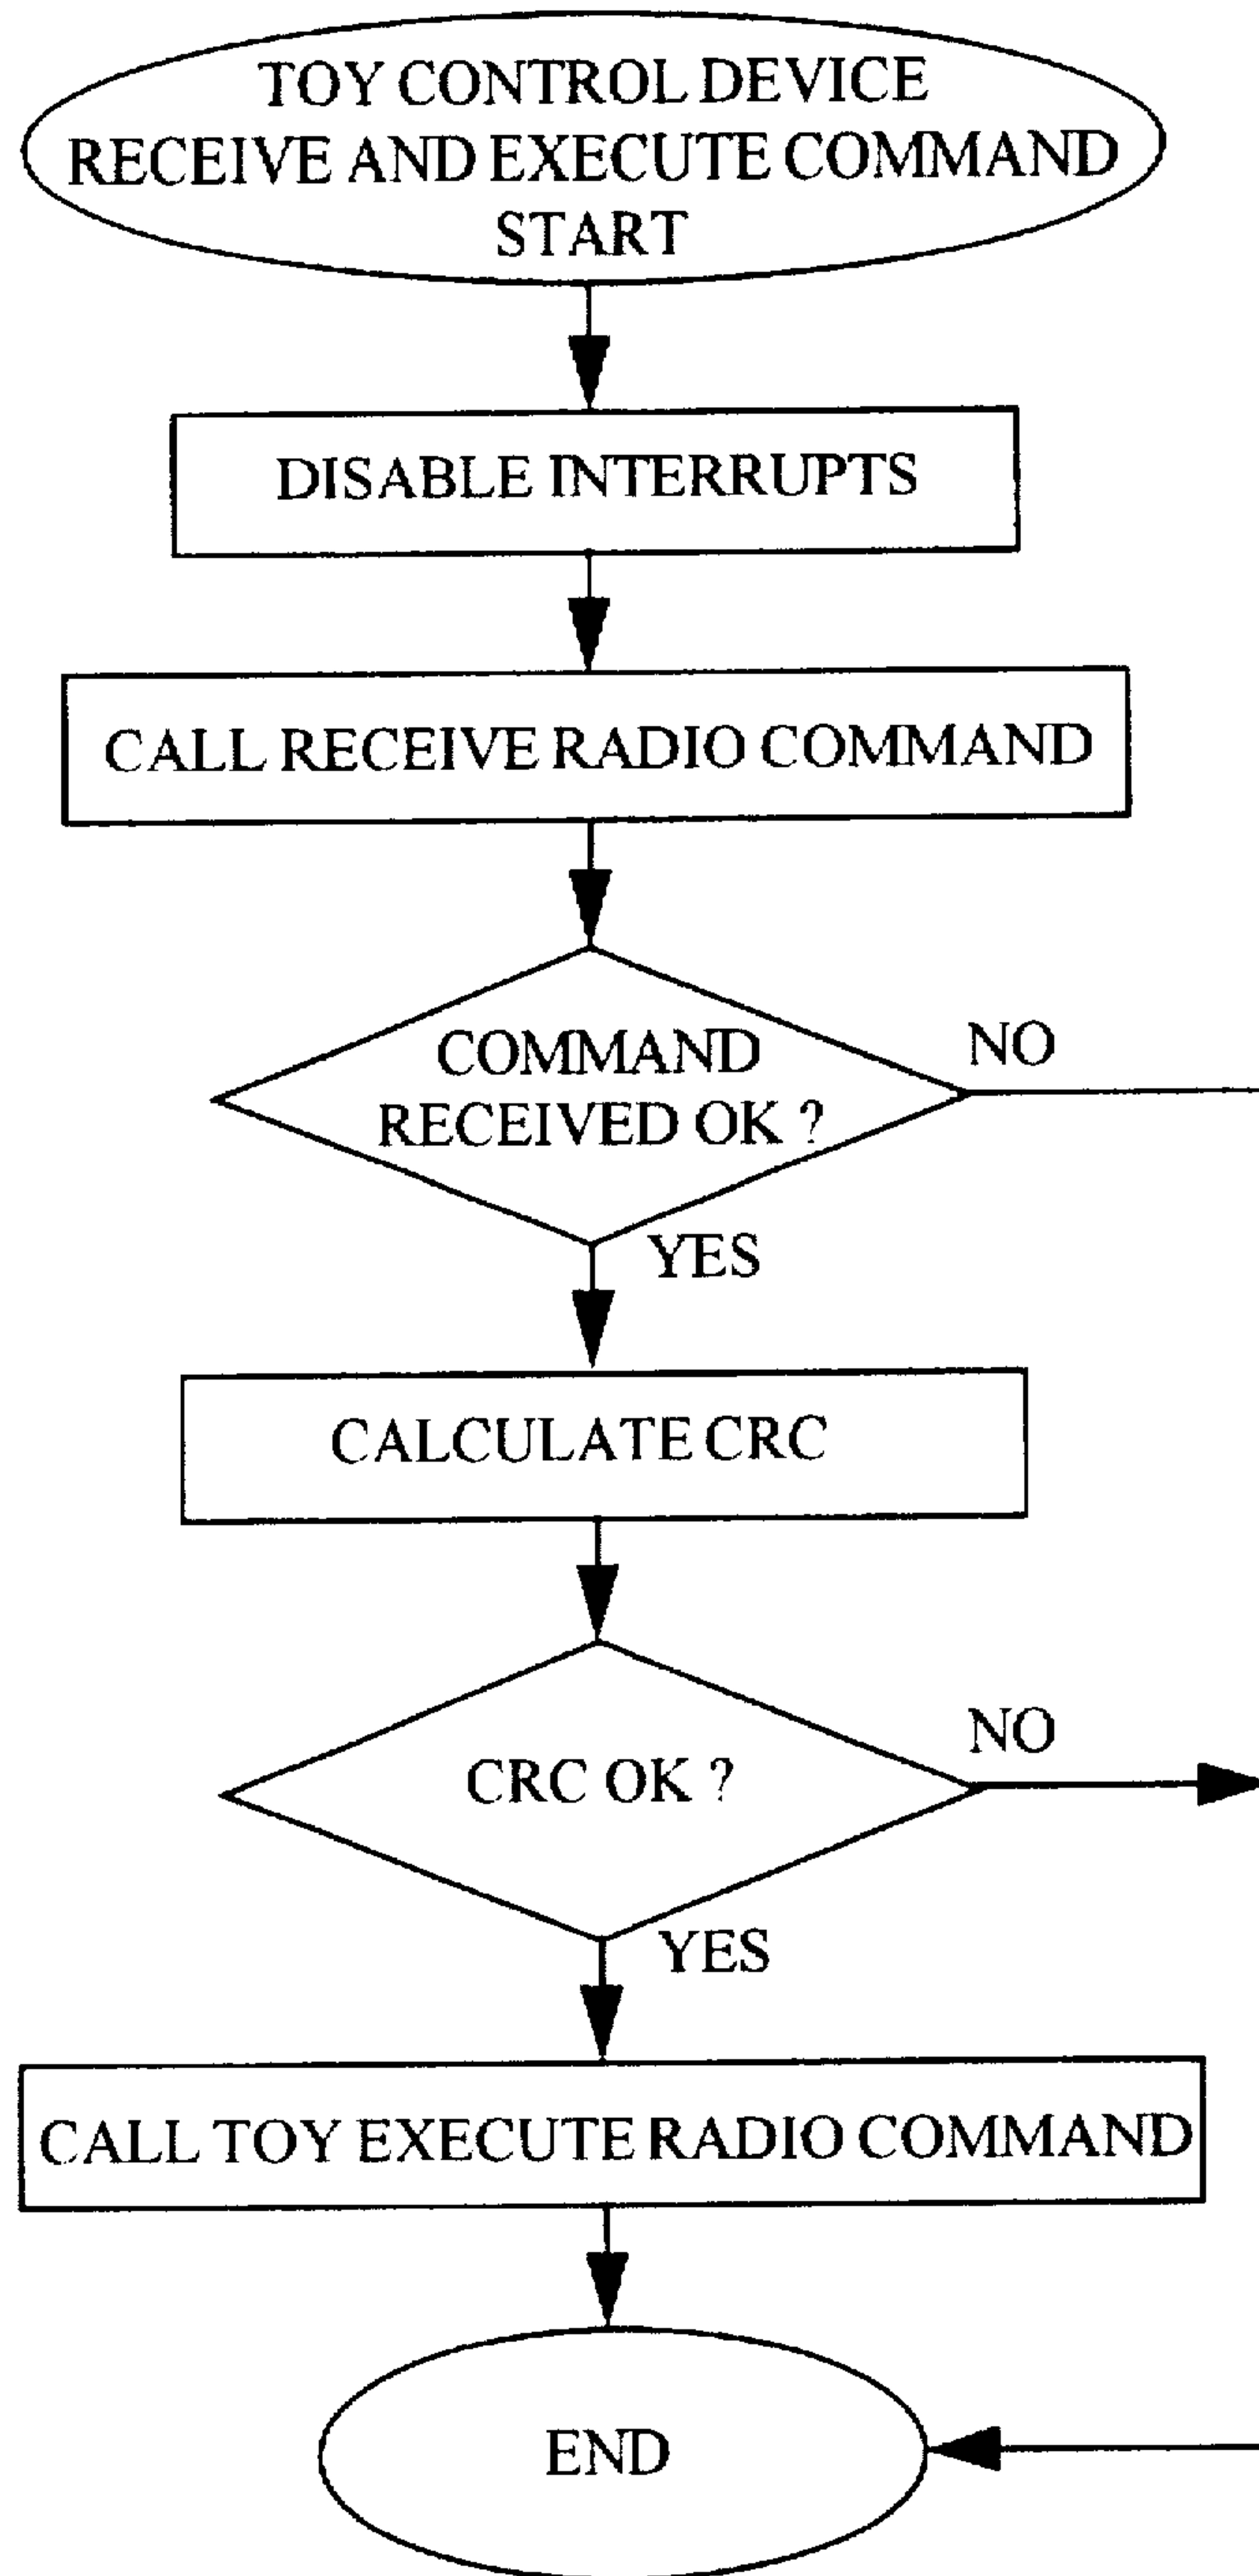 TOY CONTROL DEVICE
RECEIVE AND EXECUTE COMMAND
START
DISABLE INTERRUPTS
CALL RECEIVE RADIO COMMAND
COMMAND
RECEIVED OK ?
NO
YES
CALCULATE CRC
CRC OK ?
NO
YES
CALL TOY EXECUTE RADIO COMMAND
END